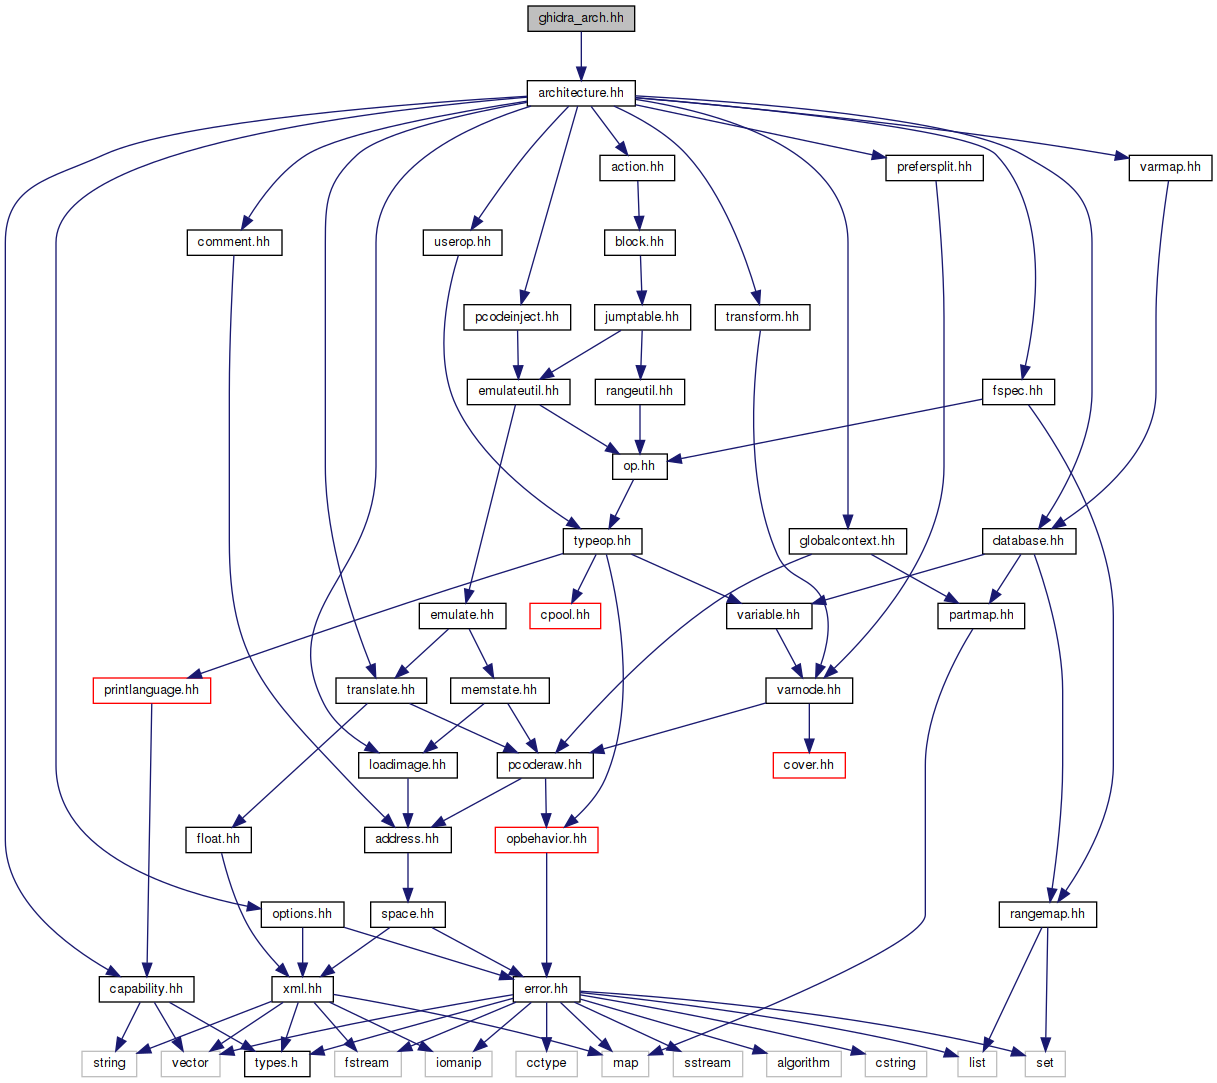 ghidra_arch.hh
architecture.hh
action.hh
prefersplit.hh
varmap.hh
comment.hh
userop.hh
block.hh
pcodeinject.hh
jumptable.hh
transform.hh
emulateutil.hh
rangeutil.hh
fspec.hh
op.hh
typeop.hh
globalcontext.hh
database.hh
emulate.hh
cpool.hh
variable.hh
partmap.hh
printlanguage.hh
translate.hh
memstate.hh
varnode.hh
loadimage.hh
pcoderaw.hh
cover.hh
float.hh
address.hh
opbehavior.hh
options.hh
space.hh
rangemap.hh
capability.hh
xml.hh
error.hh
string
vector
types.h
fstream
iomanip
cctype
map
sstream
algorithm
cstring
list
set